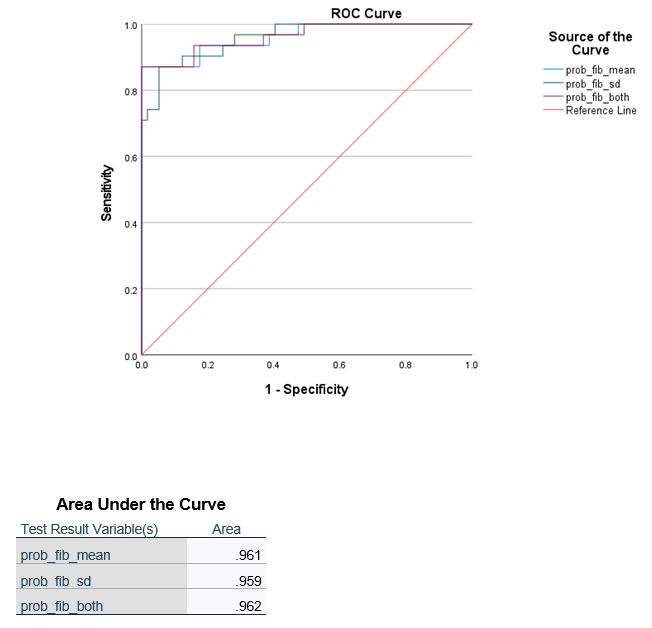 ROC Curve
Source of the
Curve
prob_fib_mean
prob_fib_sd
prob_fib_both
Reference Line
Sensitivity
1.0
0.8
0.6
0.4
0.2
0.0
0.0 0.2 0.4 0.6 0.8 1.0
1 - Specificity
Area Under the Curve
Test Result Variable(s) Area
prob_fib_mean .961
prob_fib_sd .959
prob_fib_both .962